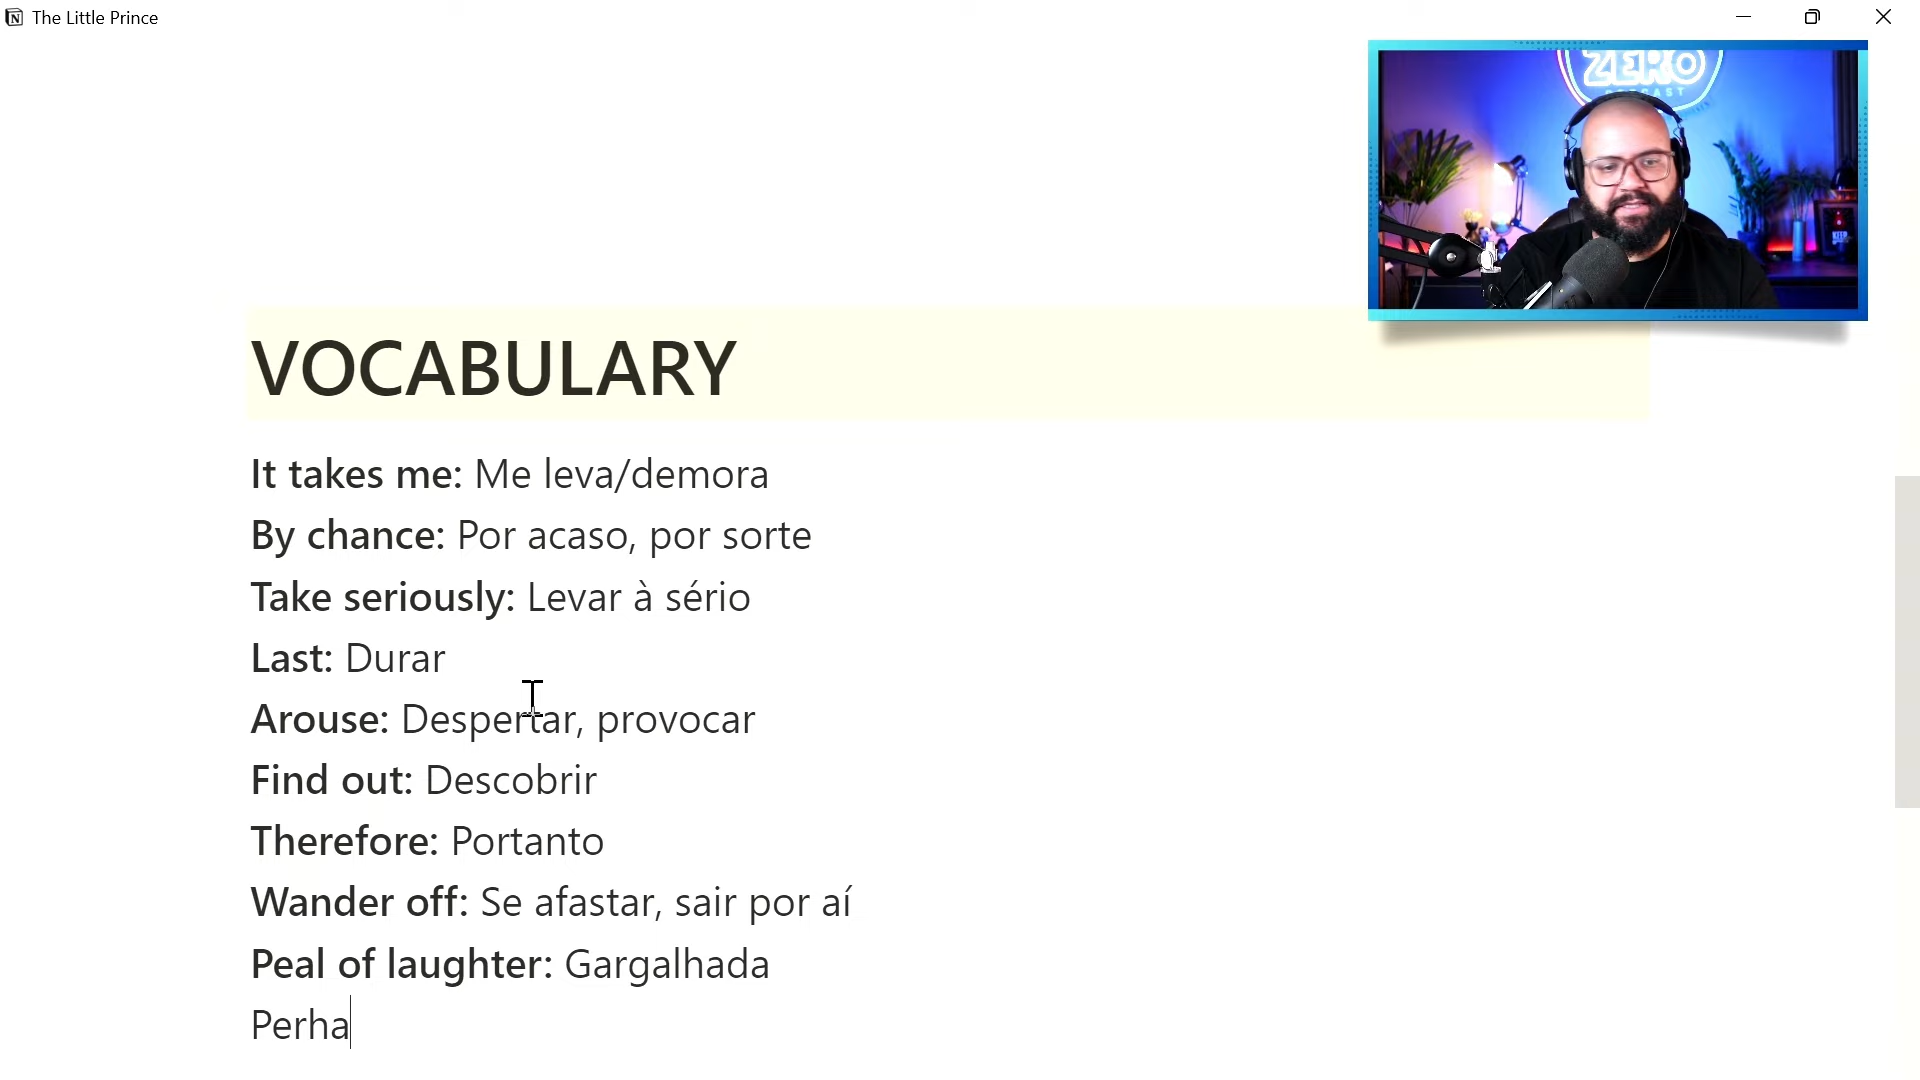 The Little Prince
ZERO
VOCABULARY
It takes me: Me leva/demora
By chance: Por acaso, por sorte
Take seriously: Levar à sério
Last: Durar
Arouse: Despertar, provocar
Find out: Descobrir
Therefore: Portanto
Wander off: Se afastar, sair por aí
Peal of laughter: Gargalhada
Perha